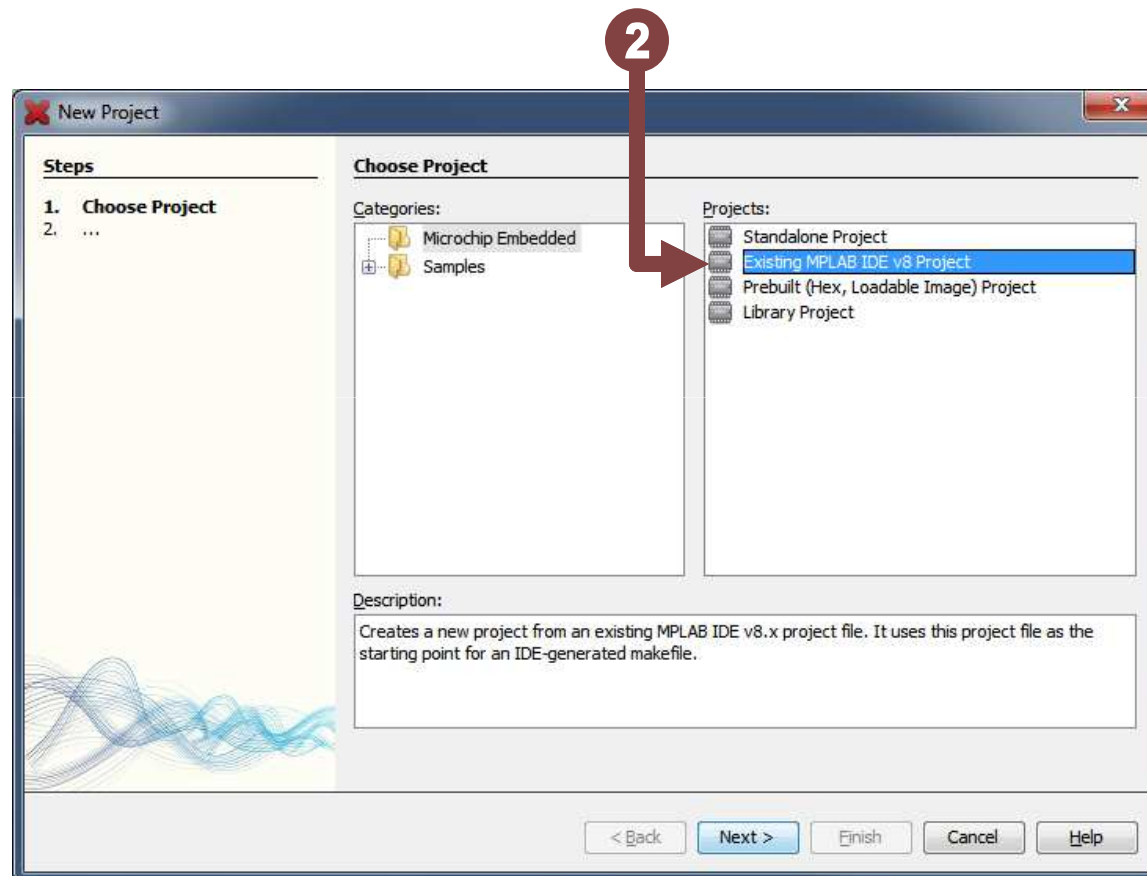 2
New Project
x
Steps
1. Choose Project
2. ...
Choose Project
Categories:
Microchip Embedded
Samples
Projects:
Standalone Project
Existing MPLAB IDE v8 Project
Prebuilt (Hex, Loadable Image) Project
Library Project
Description:
Creates a new project from an existing MPLAB IDE v8.x project file. It uses this project file as the
starting point for an IDE-generated makefile.
< Back Next > Finish Cancel Help